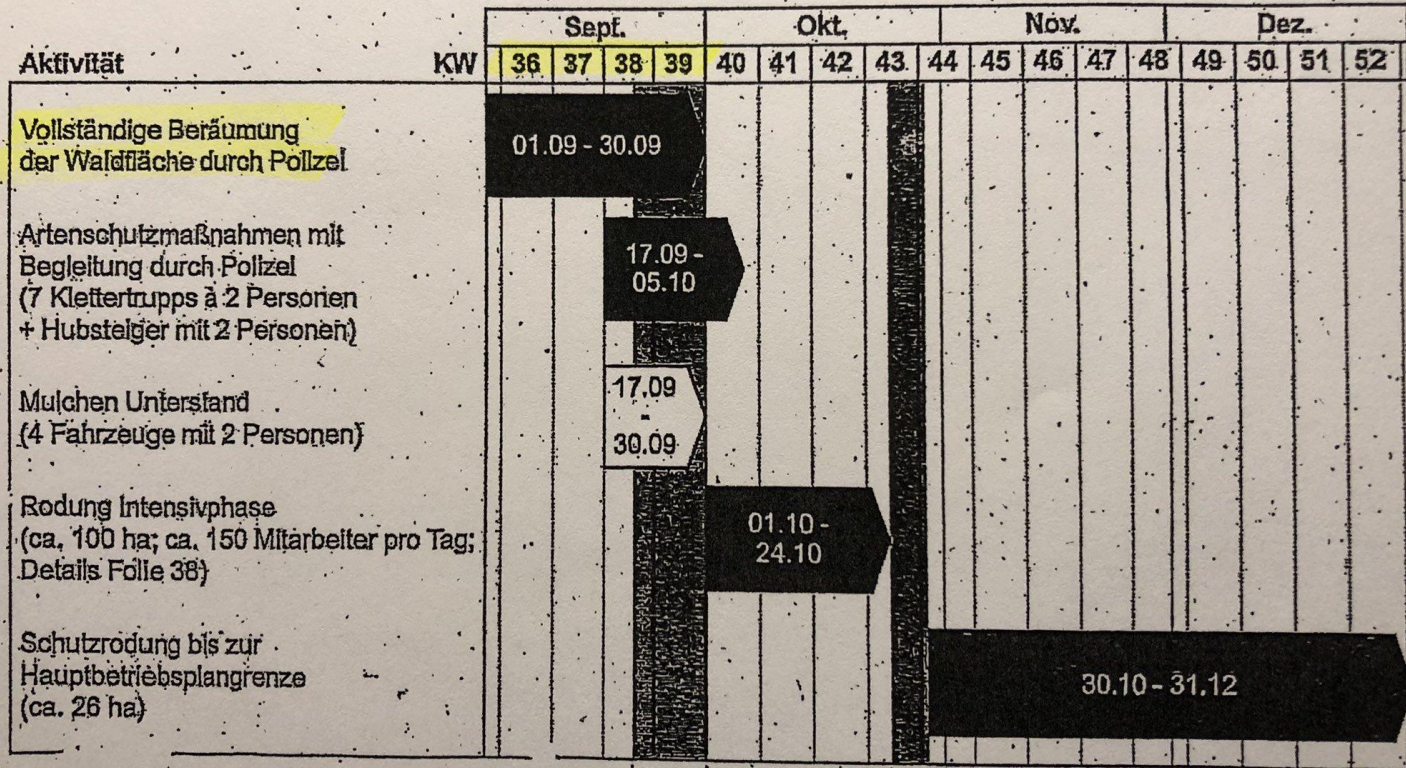 Sept. Okt. Nov. Dez.
Aktivität KW 36 37 38 39 40 41 42 43 44 45 46 47 48 49 50 51 52
Vollständige Beräumung
der Waldfläche durch Polizei
01.09 - 30.09
Artenschutzmaßnahmen mit
Begleitung durch Polizei
(7 Klettertrupps à 2 Personen
+ Hubsteiger mit 2 Personen)
17.09 -
05.10
Mulchen Unterstand
(4 Fahrzeuge mit 2 Personen)
17.09
-
30.09
Rodung Intensivphase
(ca. 100 ha; ca. 150 Mitarbeiter pro Tag;
Details Folie 38)
01.10 -
24.10
Schutzrodung bis zur
Hauptbetriebsplangrenze
(ca. 26 ha)
30.10 - 31.12